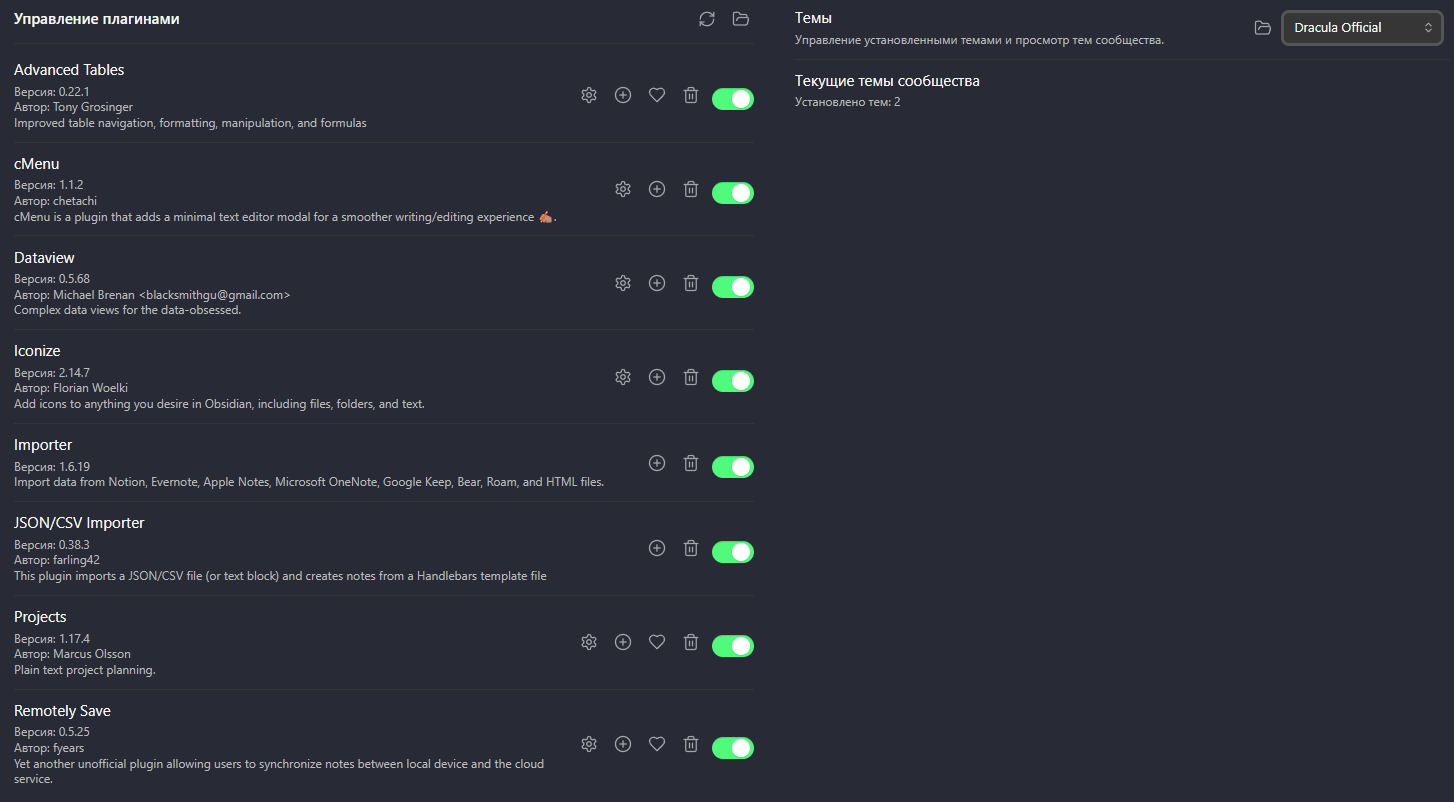 Управление плагинами
Advanced Tables
Версия: 0.22.1
Автор: Tony Grosinger
Improved table navigation, formatting, manipulation, and formulas
cMenu
Версия: 1.1.2
Автор: chetachi
cMenu is a plugin that adds a minimal text editor modal for a smoother writing/editing experience ✍🏽.
Dataview
Версия: 0.5.68
Автор: Michael Brenan <blacksmithgu@gmail.com>
Complex data views for the data-obsessed.
Iconize
Версия: 2.14.7
Автор: Florian Woelki
Add icons to anything you desire in Obsidian, including files, folders, and text.
Importer
Версия: 1.6.19
Import data from Notion, Evernote, Apple Notes, Microsoft OneNote, Google Keep, Bear, Roam, and HTML files.
JSON/CSV Importer
Версия: 0.38.3
Автор: farling42
This plugin imports a JSON/CSV file (or text block) and creates notes from a Handlebars template file
Projects
Версия: 1.17.4
Автор: Marcus Olsson
Plain text project planning.
Remotely Save
Версия: 0.5.25
Автор: fyears
Yet another unofficial plugin allowing users to synchronize notes between local device and the cloud
service.
Темы
Управление установленными темами и просмотр тем сообщества.
Dracula Official
Текущие темы сообщества
Установлено тем: 2